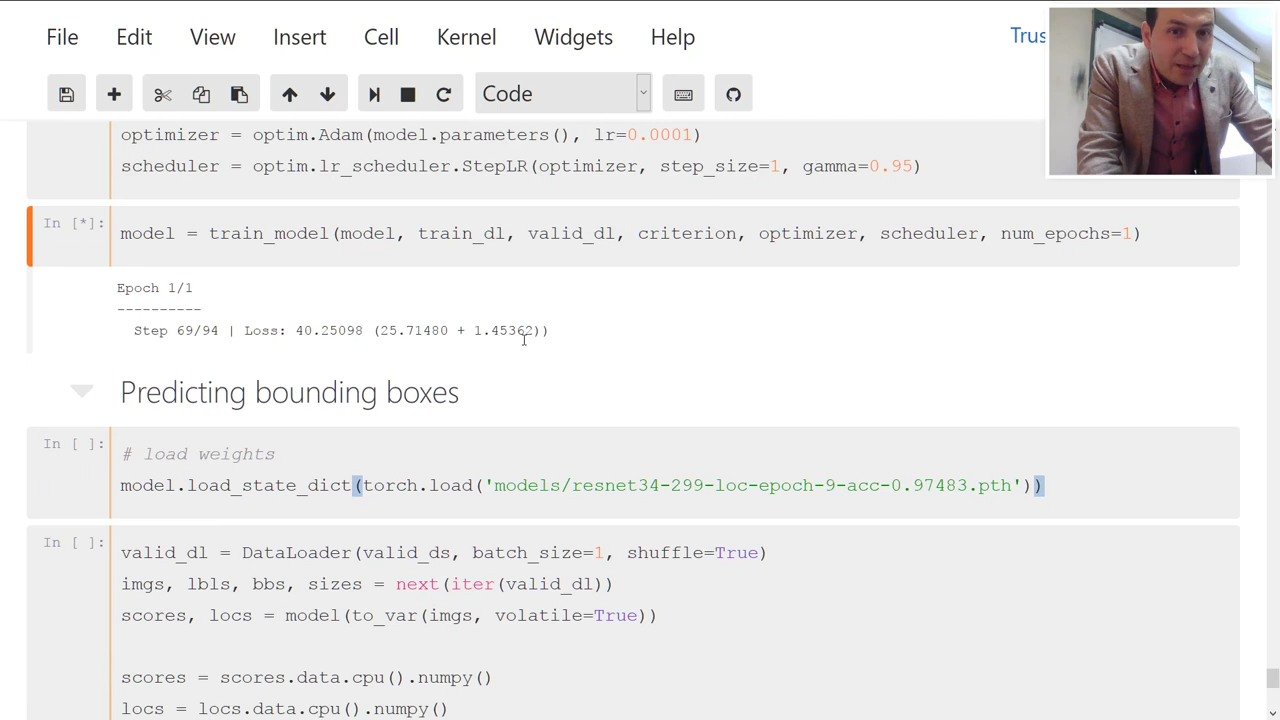 File Edit View Insert Cell Kernel Widgets Help Trus
Code
optimizer = optim.Adam(model.parameters(), lr=0.0001)
scheduler = optim.lr_scheduler.StepLR(optimizer, step_size=1, gamma=0.95)
In [*]: model = train_model(model, train_dl, valid_dl, criterion, optimizer, scheduler, num_epochs=1)
Epoch 1/1
----------
Step 69/94 | Loss: 40.25098 (25.71480 + 1.45362))
Predicting bounding boxes
In [ ]: # load weights
model.load_state_dict(torch.load('models/resnet34-299-loc-epoch-9-acc-0.97483.pth'))
In [ ]: valid_dl = DataLoader(valid_ds, batch_size=1, shuffle=True)
imgs, lbls, bbs, sizes = next(iter(valid_dl))
scores, locs = model(to_var(imgs, volatile=True))
scores = scores.data.cpu().numpy()
locs = locs.data.cpu().numpy()